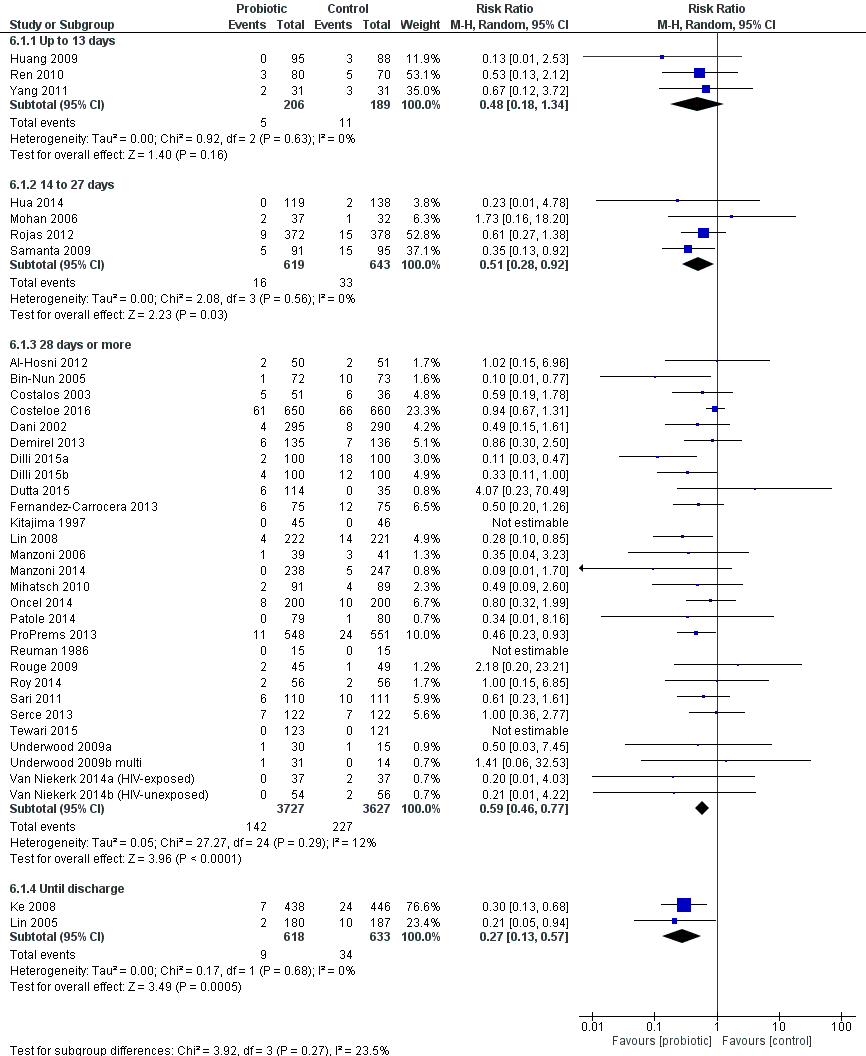 Probiotic Control Risk Ratio Risk Ratio
Study or Subgroup Events Total Events Total Weight M-H, Random, 95% CI M-H, Random, 95% CI
6.1.1 Up to 13 days
Huang 2009 0 95 3 88 11.9% 0.13 [0.01, 2.53]
Ren 2010 3 80 5 70 53.1% 0.53 [0.13, 2.12]
Yang 2011 2 31 3 31 35.0% 0.67 [0.12, 3.72]
Subtotal (95% CI) 206 189 100.0% 0.48 [0.18, 1.34]
Total events 5 11
Heterogeneity: Tau² = 0.00; Chi² = 0.92, df = 2 (P = 0.63); I² = 0%
Test for overall effect: Z = 1.40 (P = 0.16)
6.1.2 14 to 27 days
Hua 2014 0 119 2 138 3.8% 0.23 [0.01, 4.78]
Mohan 2006 2 37 1 32 6.3% 1.73 [0.16, 18.20]
Rojas 2012 9 372 15 378 52.8% 0.61 [0.27, 1.38]
Samanta 2009 5 91 15 95 37.1% 0.35 [0.13, 0.92]
Subtotal (95% CI) 619 643 100.0% 0.51 [0.28, 0.92]
Total events 16 33
Heterogeneity: Tau² = 0.00; Chi² = 2.08, df = 3 (P = 0.56); I² = 0%
Test for overall effect: Z = 2.23 (P = 0.03)
6.1.3 28 days or more
Al-Hosni 2012 2 50 2 51 1.7% 1.02 [0.15, 6.96]
Bin-Nun 2005 1 72 10 73 1.6% 0.10 [0.01, 0.77]
Costalos 2003 5 51 6 36 4.8% 0.59 [0.19, 1.78]
Costeloe 2016 61 650 66 660 23.3% 0.94 [0.67, 1.31]
Dani 2002 4 295 8 290 4.2% 0.49 [0.15, 1.61]
Demirel 2013 6 135 7 136 5.1% 0.86 [0.30, 2.50]
Dilli 2015a 2 100 18 100 3.0% 0.11 [0.03, 0.47]
Dilli 2015b 4 100 12 100 4.9% 0.33 [0.11, 1.00]
Dutta 2015 6 114 0 35 0.8% 4.07 [0.23, 70.49]
Fernandez-Carrocera 2013 6 75 12 75 6.5% 0.50 [0.20, 1.26]
Kitajima 1997 0 45 0 46 Not estimable
Lin 2008 4 222 14 221 4.9% 0.28 [0.10, 0.85]
Manzoni 2006 1 39 3 41 1.3% 0.35 [0.04, 3.23]
Manzoni 2014 0 238 5 247 0.8% 0.09 [0.01, 1.70]
Mihatsch 2010 2 91 4 89 2.3% 0.49 [0.09, 2.60]
Oncel 2014 8 200 10 200 6.7% 0.80 [0.32, 1.99]
Patole 2014 0 79 1 80 0.7% 0.34 [0.01, 8.16]
ProPrems 2013 11 548 24 551 10.0% 0.46 [0.23, 0.93]
Reuman 1986 0 15 0 15 Not estimable
Rouge 2009 2 45 1 49 1.2% 2.18 [0.20, 23.21]
Roy 2014 2 56 2 56 1.7% 1.00 [0.15, 6.85]
Sari 2011 6 110 10 111 5.9% 0.61 [0.23, 1.61]
Serce 2013 7 122 7 122 5.6% 1.00 [0.36, 2.77]
Tewari 2015 0 123 0 121 Not estimable
Underwood 2009a 1 30 1 15 0.9% 0.50 [0.03, 7.45]
Underwood 2009b multi 1 31 0 14 0.7% 1.41 [0.06, 32.53]
Van Niekerk 2014a (HIV-exposed) 0 37 2 37 0.7% 0.20 [0.01, 4.03]
Van Niekerk 2014b (HIV-unexposed) 0 54 2 56 0.7% 0.21 [0.01, 4.22]
Subtotal (95% CI) 3727 3627 100.0% 0.59 [0.46, 0.77]
Total events 142 227
Heterogeneity: Tau² = 0.05; Chi² = 27.27, df = 24 (P = 0.29); I² = 12%
Test for overall effect: Z = 3.96 (P < 0.0001)
6.1.4 Until discharge
Ke 2008 7 438 24 446 76.6% 0.30 [0.13, 0.68]
Lin 2005 2 180 10 187 23.4% 0.21 [0.05, 0.94]
Subtotal (95% CI) 618 633 100.0% 0.27 [0.13, 0.57]
Total events 9 34
Heterogeneity: Tau² = 0.00; Chi² = 0.17, df = 1 (P = 0.68); I² = 0%
Test for overall effect: Z = 3.49 (P = 0.0005)
0.01 0.1 1 10 100
Favours [probiotic] Favours [control]
Test for subgroup differences: Chi² = 3.92, df = 3 (P = 0.27), I² = 23.5%